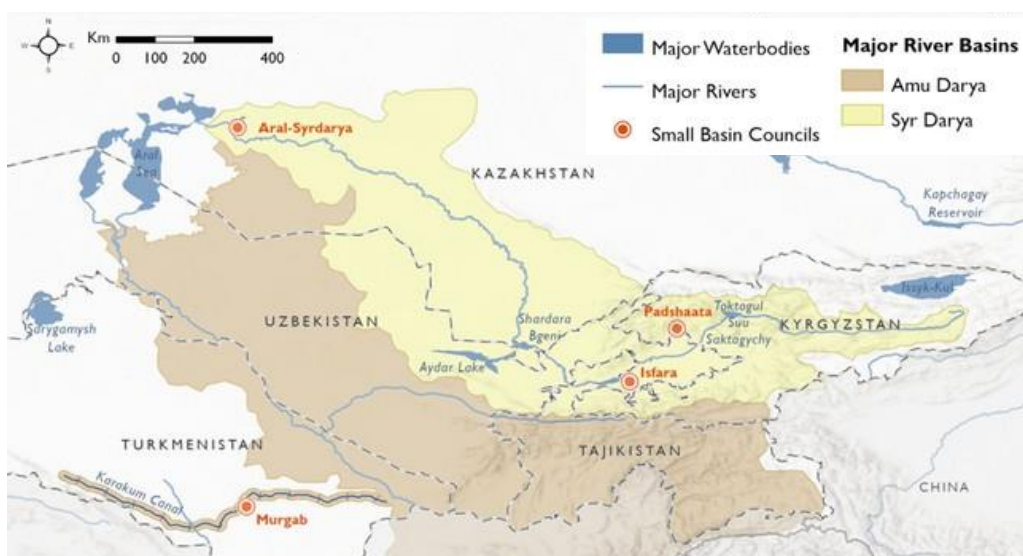 N
W
E
S
Km
0 100 200 400
Major Waterbodies
Major Rivers
Small Basin Councils
Major River Basins
Amu Darya
Syr Darya
Aral-Syrdarya
Aral
Sea
KAZAKHSTAN
Kapchagay
Reservoir
Issyk-Kul
Sarygamysh
Lake
UZBEKISTAN
Shardara
Bgeni
Padshaata
Toktogul
Suu
Saktagychy
KYRGYZSTAN
Aydar Lake
Isfara
TURKMENISTAN
TAJIKISTAN
Karakum Canal
Murgab
CHINA